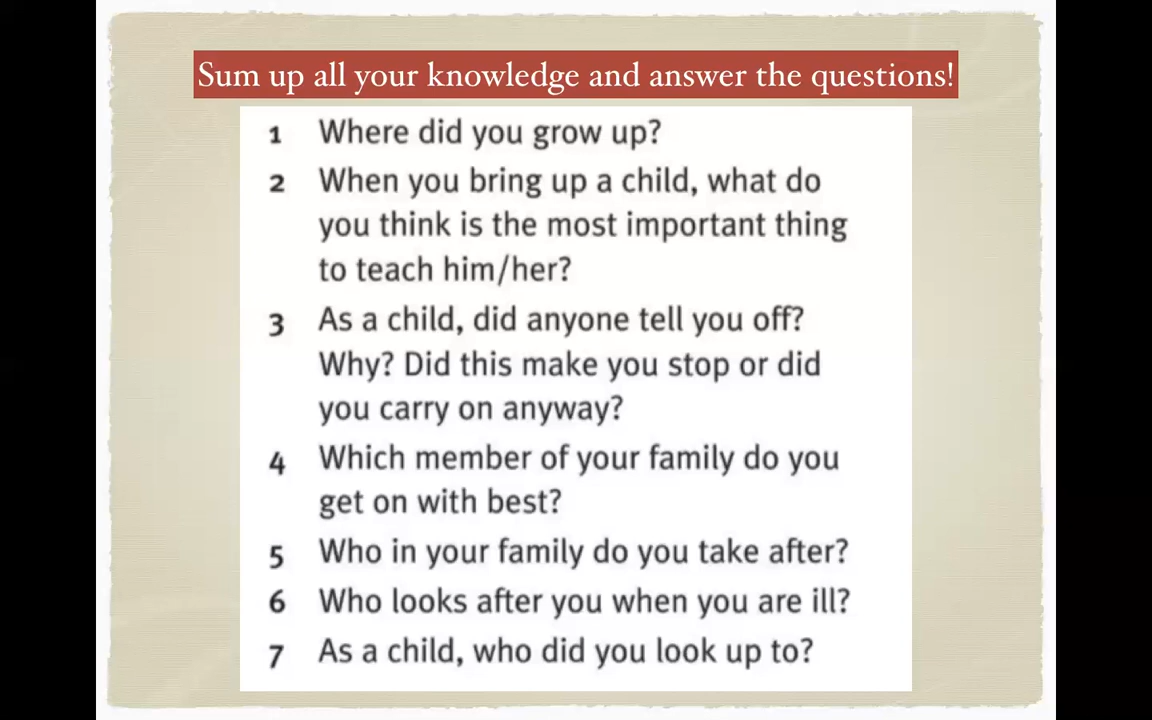 Sum up all your knowledge and answer the questions!
1 Where did you grow up?
2 When you bring up a child, what do
you think is the most important thing
to teach him/her?
3 As a child, did anyone tell you off?
Why? Did this make you stop or did
you carry on anyway?
4 Which member of your family do you
get on with best?
5 Who in your family do you take after?
6 Who looks after you when you are ill?
7 As a child, who did you look up to?